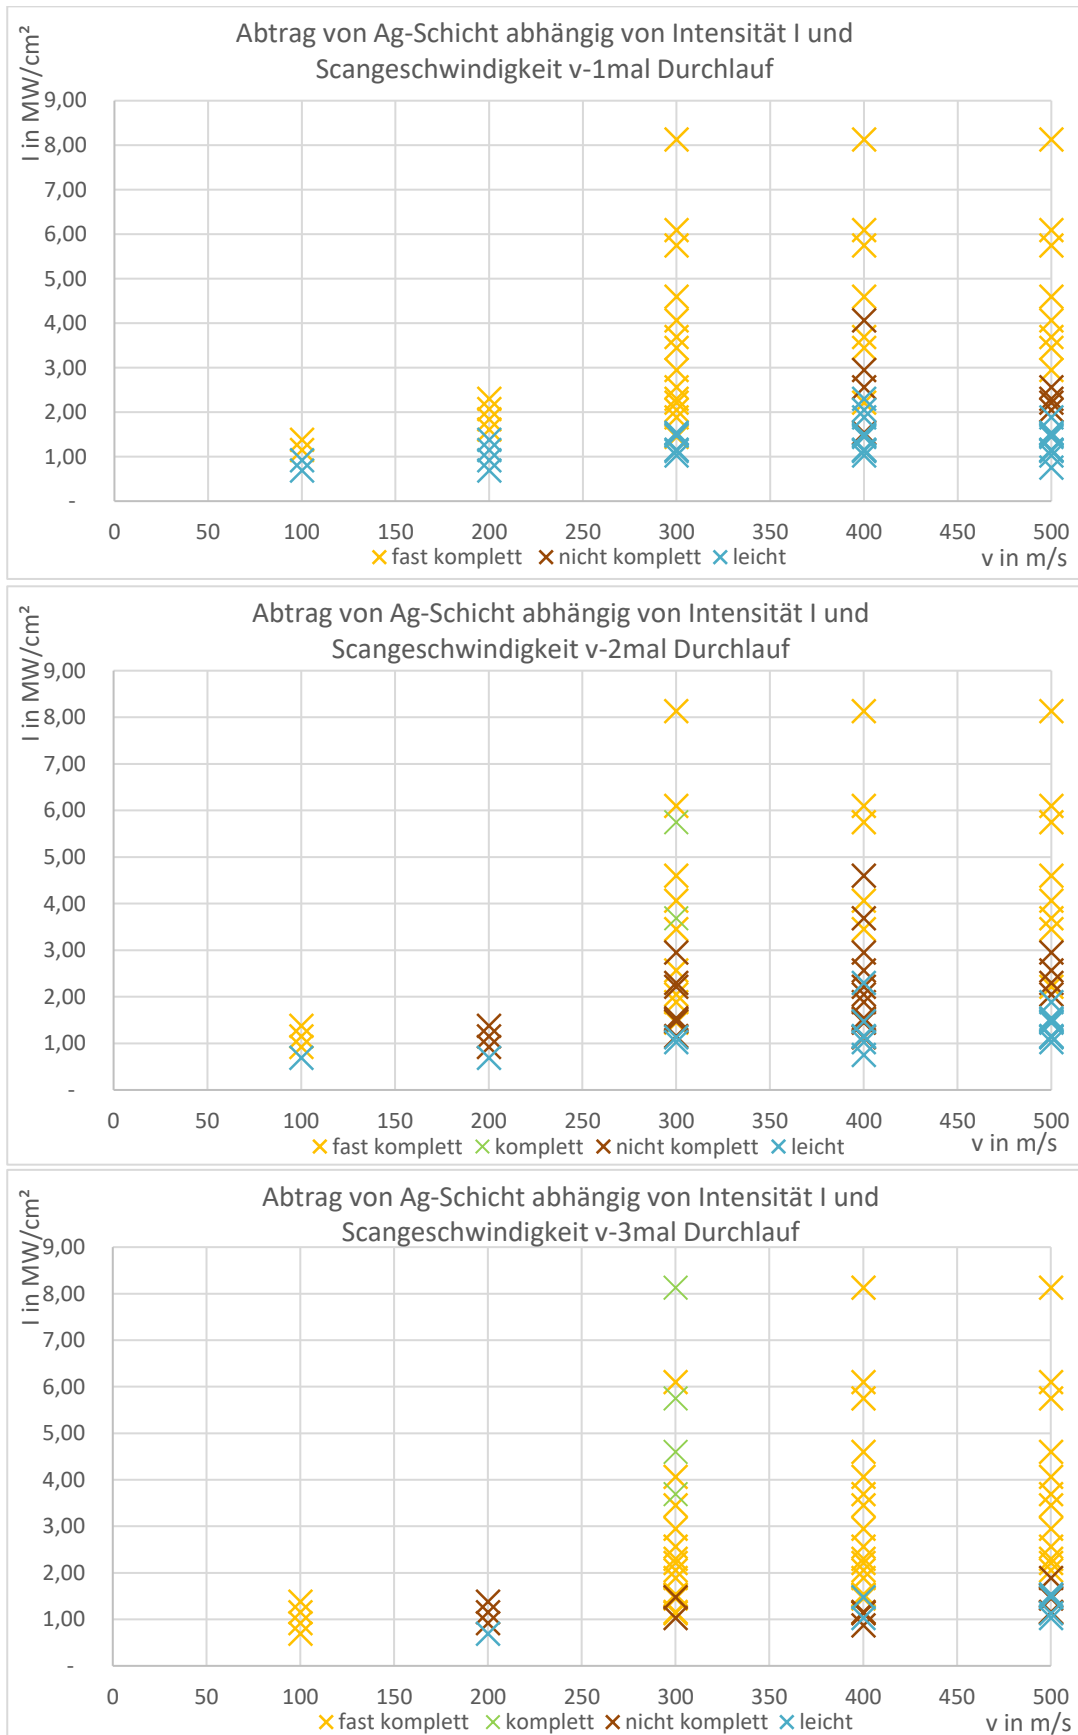 Abtrag von Ag-Schicht abhängig von Intensität I und
Scangeschwindigkeit v-1mal Durchlauf
I in MW/cm²
9,00
8,00
7,00
6,00
5,00
4,00
3,00
2,00
1,00
-
0 50 100 150 200 250 300 350 400 450 500
fast komplett nicht komplett leicht
v in m/s
Abtrag von Ag-Schicht abhängig von Intensität I und
Scangeschwindigkeit v-2mal Durchlauf
I in MW/cm²
9,00
8,00
7,00
6,00
5,00
4,00
3,00
2,00
1,00
-
0 50 100 150 200 250 300 350 400 450 500
fast komplett komplett nicht komplett leicht
v in m/s
Abtrag von Ag-Schicht abhängig von Intensität I und
Scangeschwindigkeit v-3mal Durchlauf
I in MW/cm²
9,00
8,00
7,00
6,00
5,00
4,00
3,00
2,00
1,00
-
0 50 100 150 200 250 300 350 400 450 500
fast komplett komplett nicht komplett leicht
v in m/s